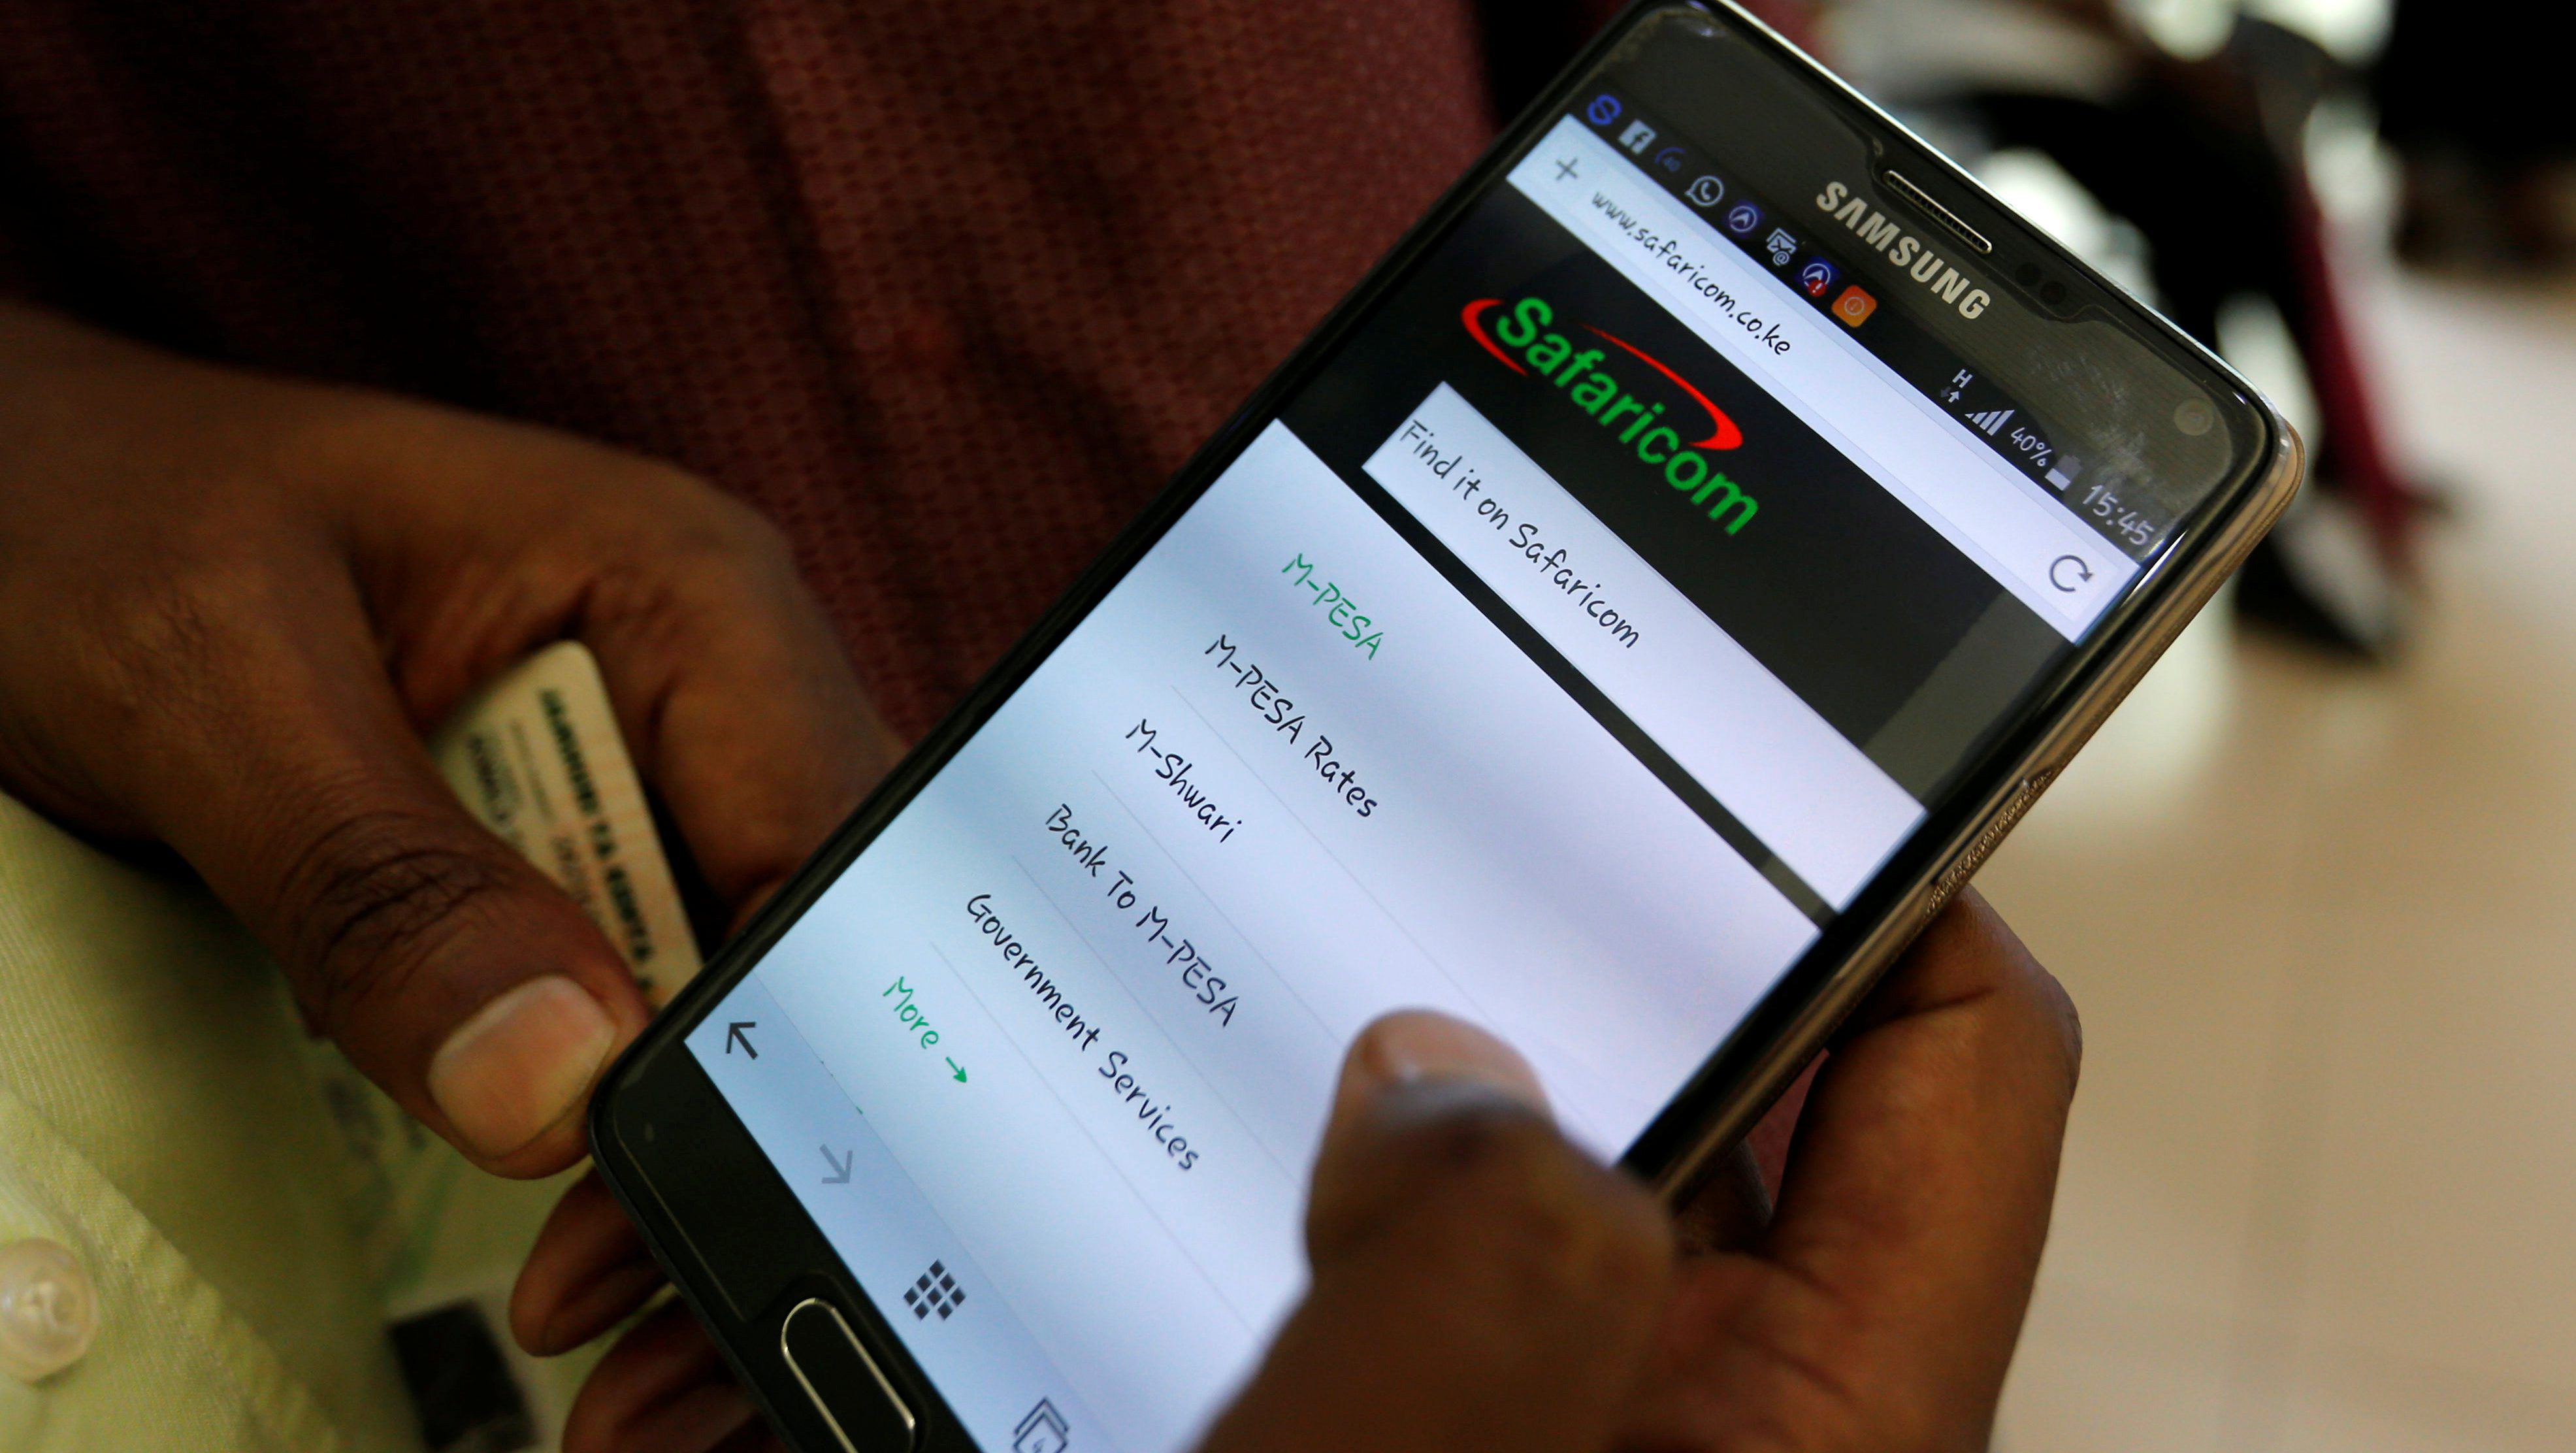 SAMSUNG
H
40%
15:45
www.safaricom.co.ke
Safaricom
Find it on Safaricom
M-PESA
M-PESA Rates
M-Shwari
Bank To M-PESA
Government Services
More →
4